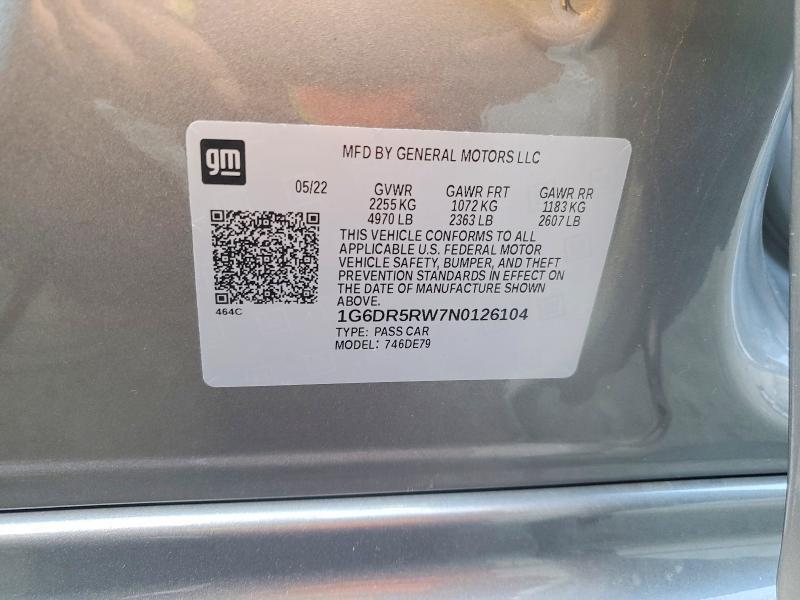 gm
MFD BY GENERAL MOTORS LLC
05/22 GVWR GAWR FRT GAWR RR
2255 KG 1072 KG 1183 KG
4970 LB 2363 LB 2607 LB
THIS VEHICLE CONFORMS TO ALL
APPLICABLE U.S. FEDERAL MOTOR
VEHICLE SAFETY, BUMPER, AND THEFT
PREVENTION STANDARDS IN EFFECT ON
THE DATE OF MANUFACTURE SHOWN
ABOVE.
464C
1G6DR5RW7N0126104
TYPE: PASS CAR
MODEL: 746DE79